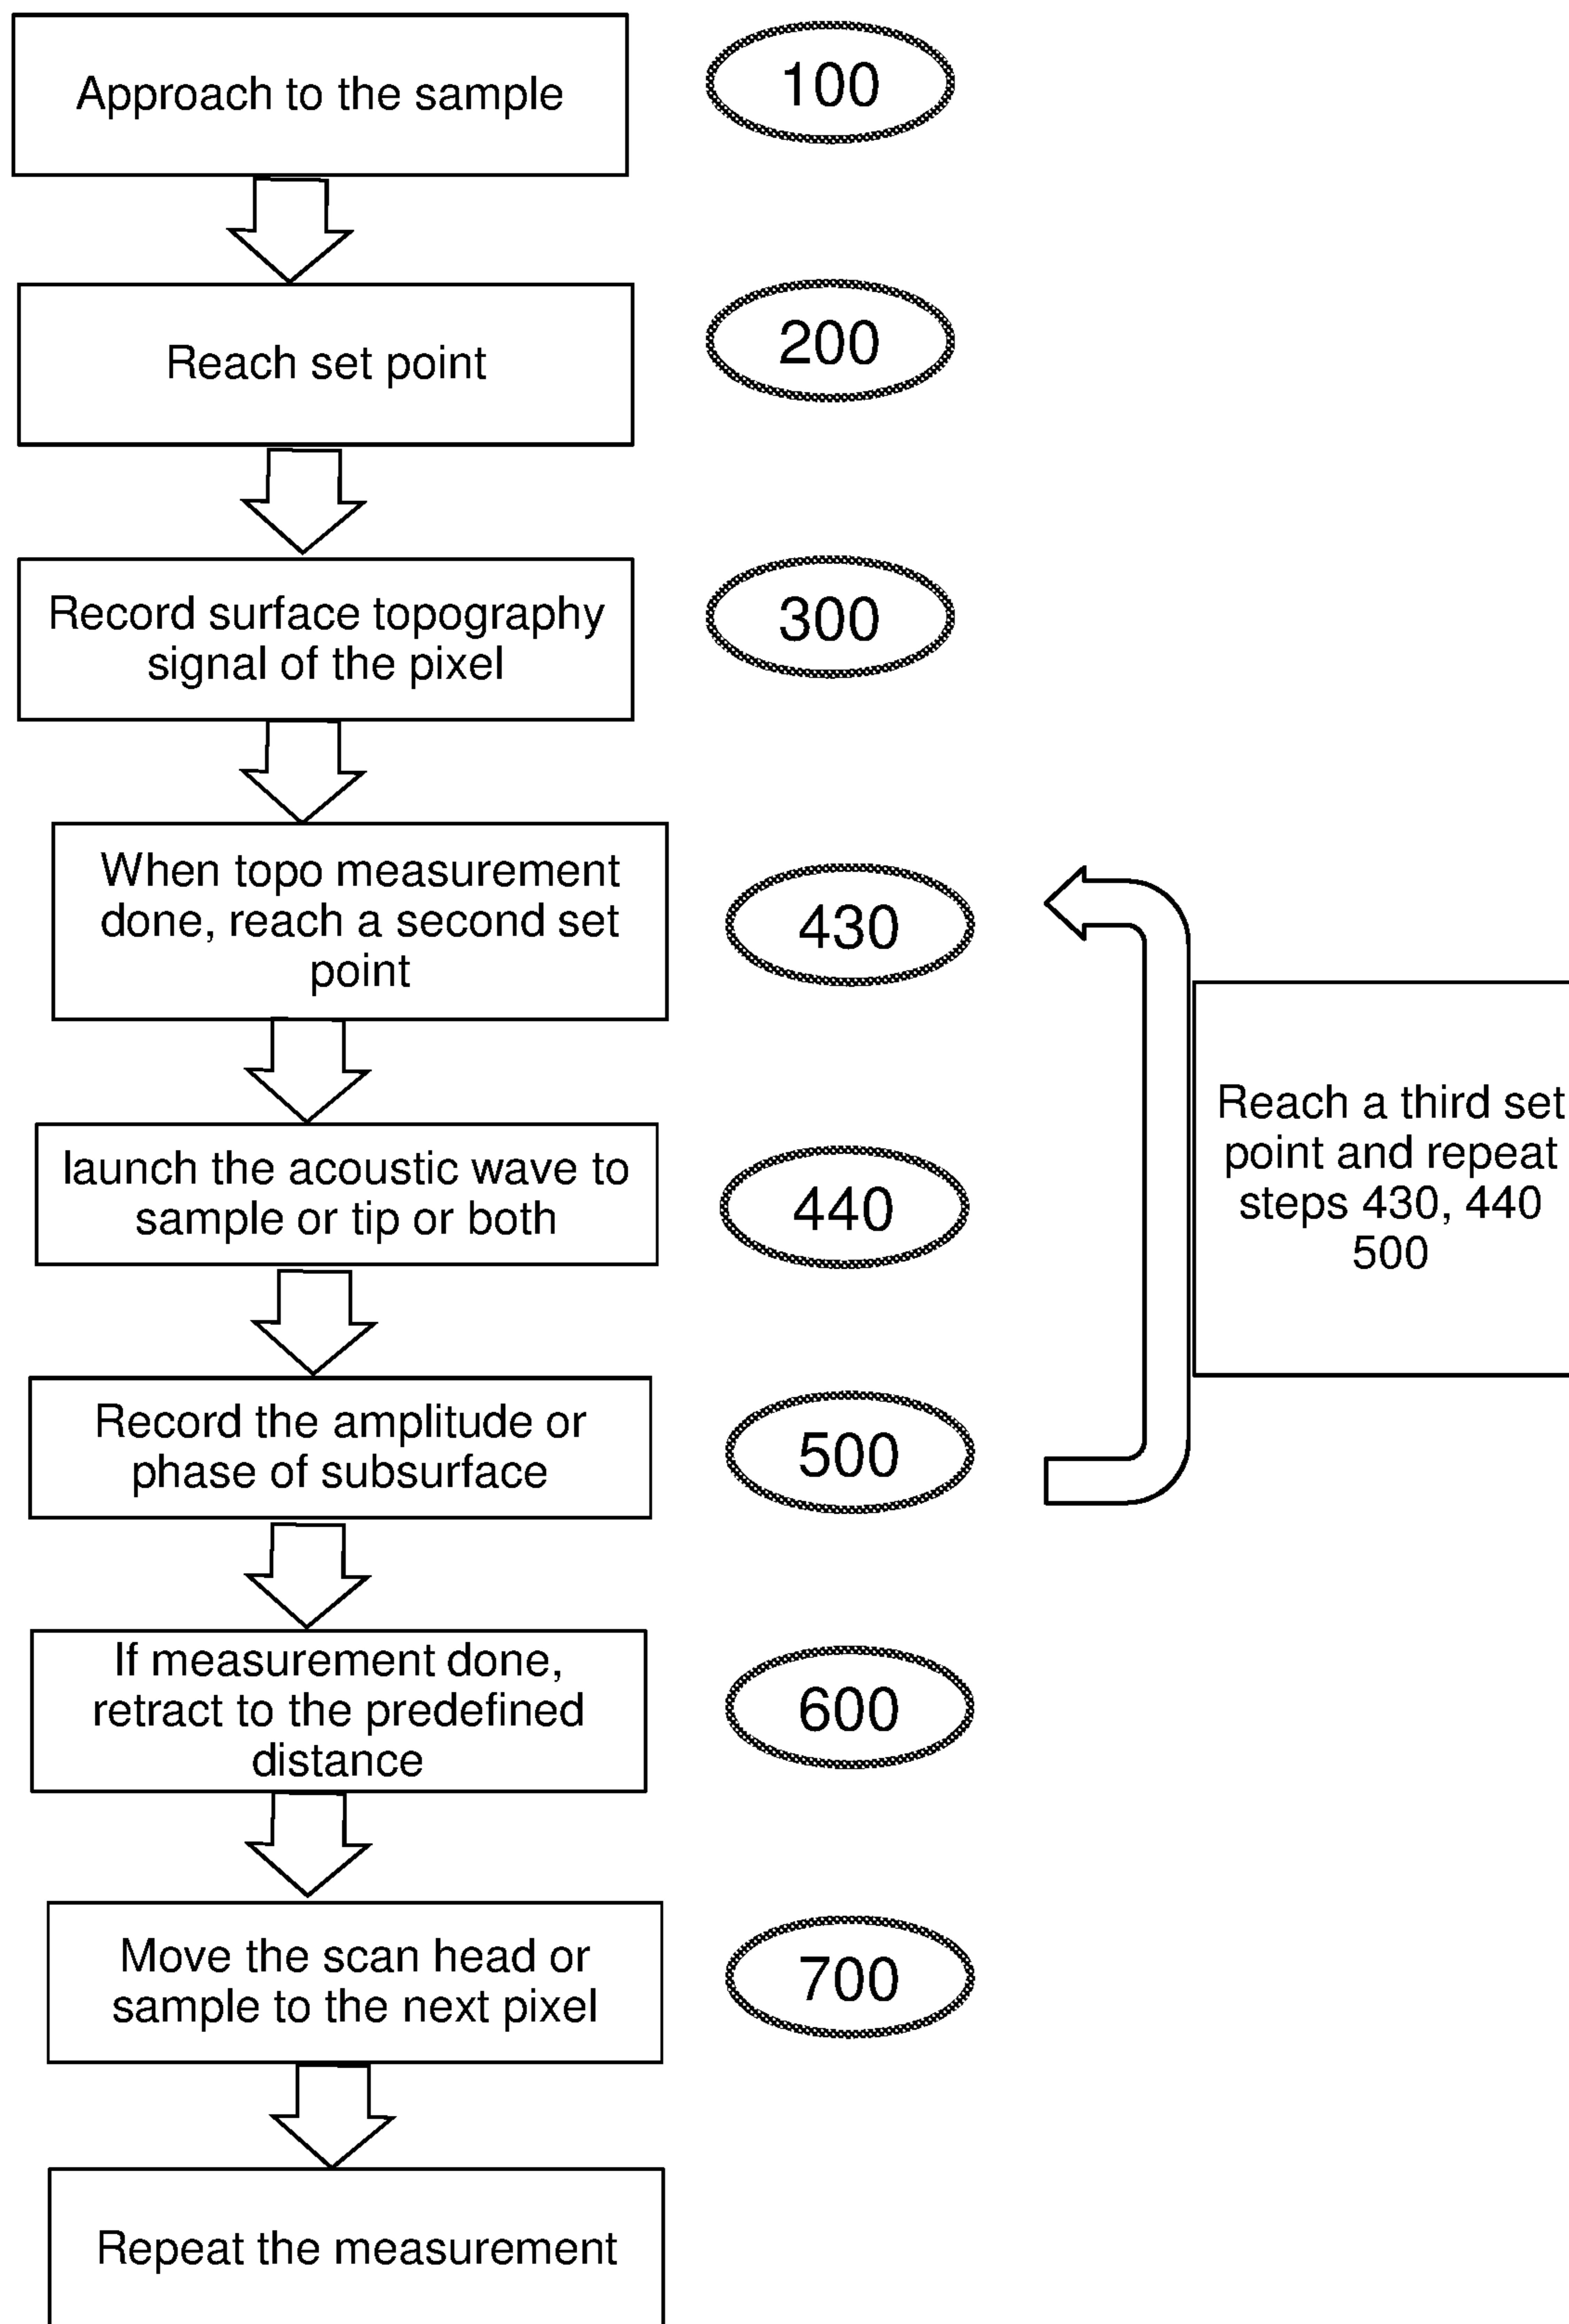 Approach to the sample
100
Reach set point
200
Record surface topography
signal of the pixel
300
When topo measurement
done, reach a second set
point
430
launch the acoustic wave to
sample or tip or both
440
Record the amplitude or
phase of subsurface
500
Reach a third set
point and repeat
steps 430, 440
500
If measurement done,
retract to the predefined
distance
600
Move the scan head or
sample to the next pixel
700
Repeat the measurement